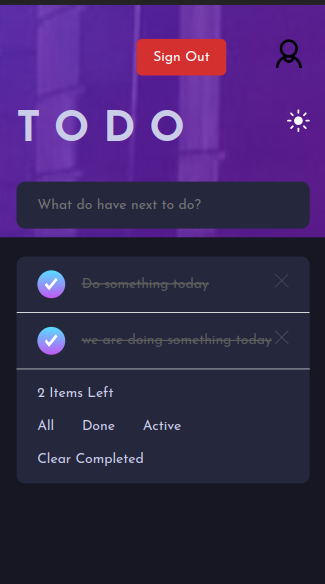 Sign Out
TODO
What do have next to do?
Do something today
we are doing something today
2 Items Left
All Done Active
Clear Completed